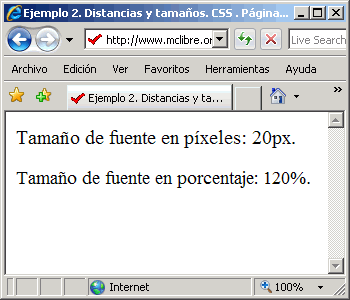 Ejemplo 2. Distancias y tamaños. CSS . Página...
http://www.mclibre.or
Live Search
Archivo Edición Ver Favoritos Herramientas Ayuda
Ejemplo 2. Distancias y ta...
Tamaño de fuente en píxeles: 20px.
Tamaño de fuente en porcentaje: 120%.
Internet 100%